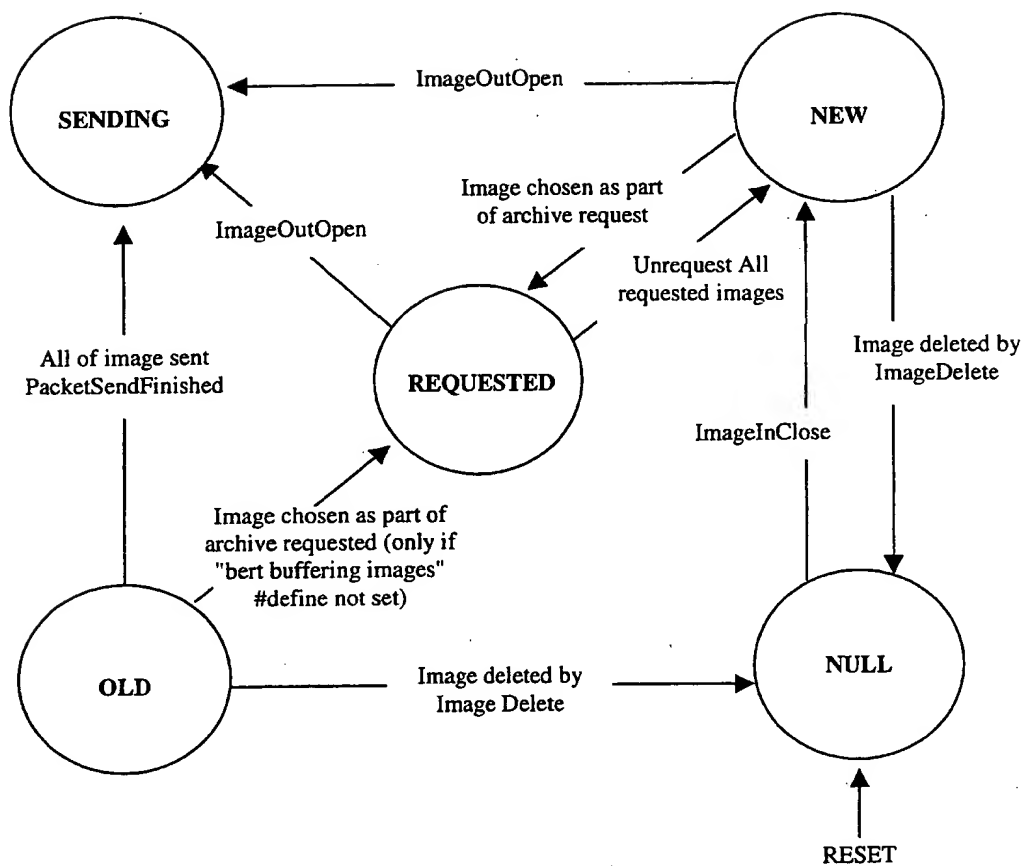 ImageOutOpen
SENDING
NEW
Image chosen as part
of archive request
ImageOutOpen
Unrequest All
requested images
All of image sent
PacketSendFinished
REQUESTED
Image deleted by
ImageDelete
ImageInClose
Image chosen as part of
archive requested (only if
"bert buffering images"
#define not set)
OLD
Image deleted by
Image Delete
NULL
RESET